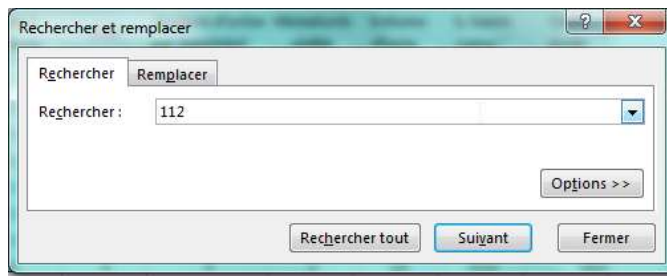 Rechercher et remplacer
Rechercher Remplacer
Rechercher : 112
Options >>
Rechercher tout Suivant Fermer